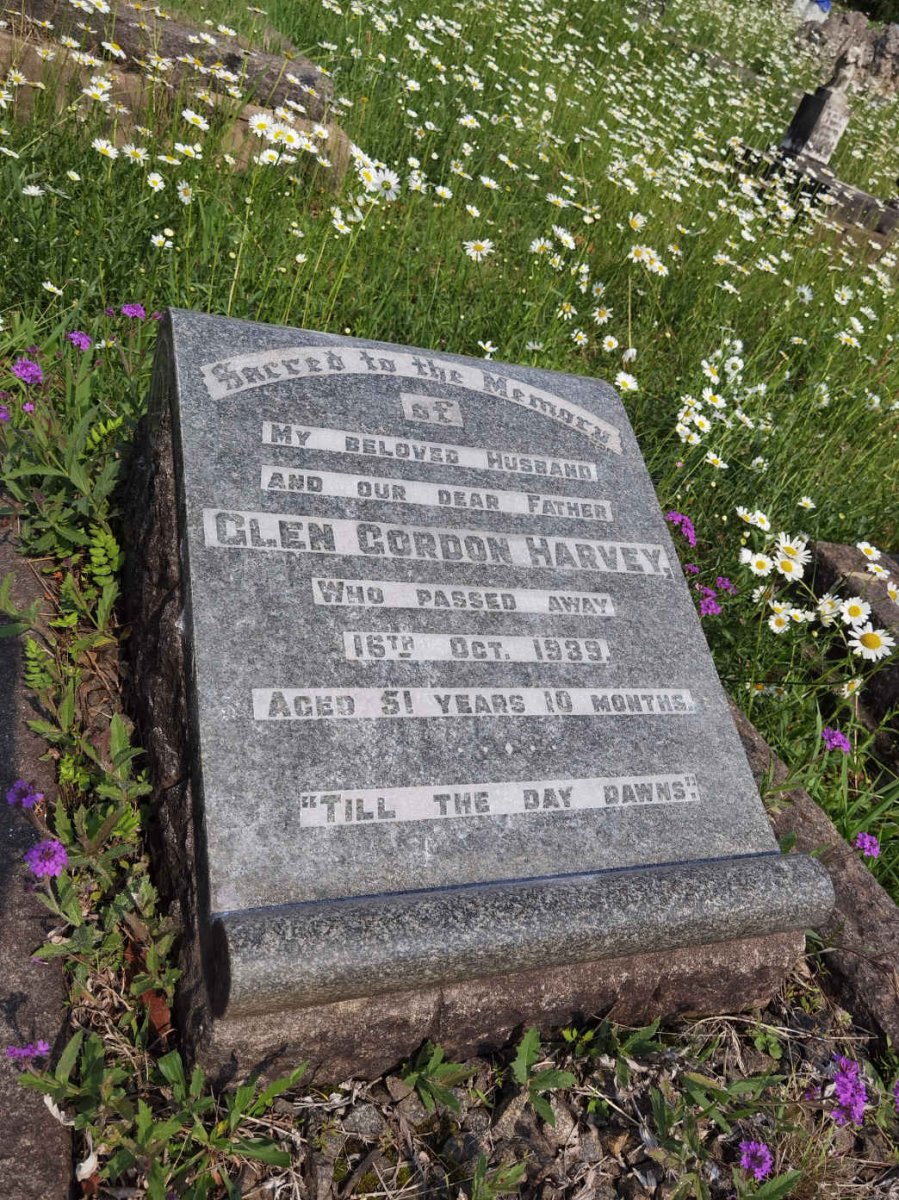 Sacred to the Memory
of
MY BELOVED HUSBAND
AND OUR DEAR FATHER
GLEN GORDON HARVEY.
WHO PASSED AWAY
16TH OCT. 1939
AGED 51 YEARS 10 MONTHS.
"TILL THE DAY DAWNS".